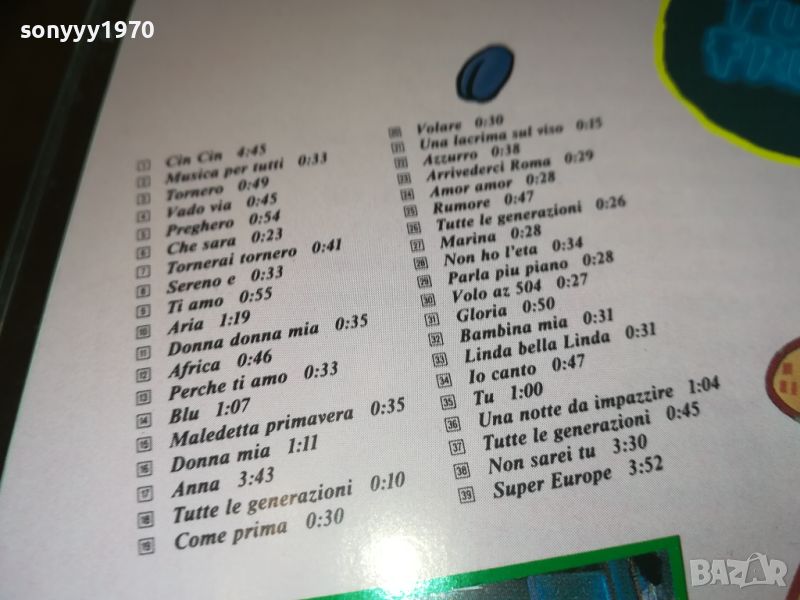 sonyyy1970
1 Cin Cin 4:45
2 Musica per tutti 0:33
3 Tornero 0:49
4 Vado via 0:45
5 Preghero 0:54
6 Che sara 0:23
7 Tornerai tornero 0:41
8 Sereno e 0:33
9 Ti amo 0:55
10 Aria 1:19
11 Donna donna mia 0:35
12 Africa 0:46
13 Perche ti amo 0:33
14 Blu 1:07
15 Maledetta primavera 0:35
16 Donna mia 1:11
17 Anna 3:43
18 Tutte le generazioni 0:10
19 Come prima 0:30
20 Volare 0:30
21 Una lacrima sul viso 0:15
22 Azzurro 0:38
23 Arrivederci Roma 0:29
24 Amor amor 0:28
25 Rumore 0:47
26 Tutte le generazioni 0:26
27 Marina 0:28
28 Non ho l'eta 0:34
29 Parla piu piano 0:28
30 Volo az 504 0:27
31 Gloria 0:50
32 Bambina mia 0:31
33 Linda bella Linda 0:31
34 Io canto 0:47
35 Tu 1:00
36 Una notte da impazzire 1:04
37 Tutte le generazioni 0:45
38 Non sarei tu 3:30
39 Super Europe 3:52
BAZAR